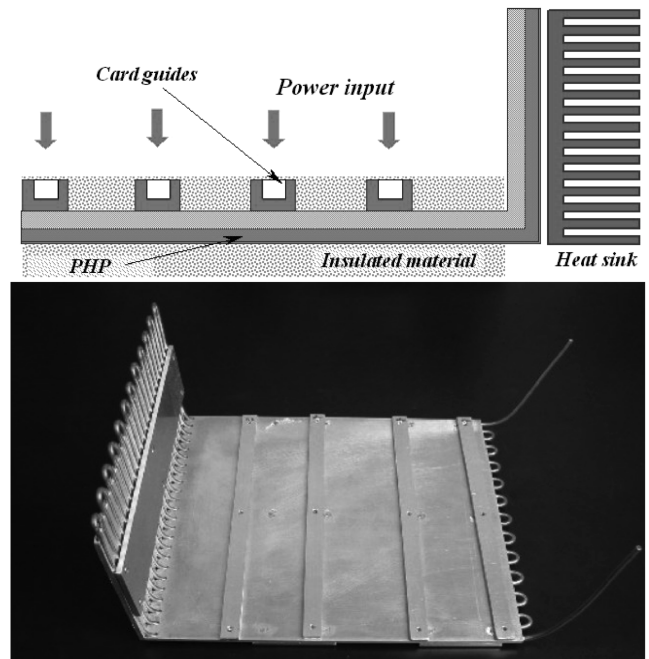 Card guides
Power input
PHP
Insulated material
Heat sink